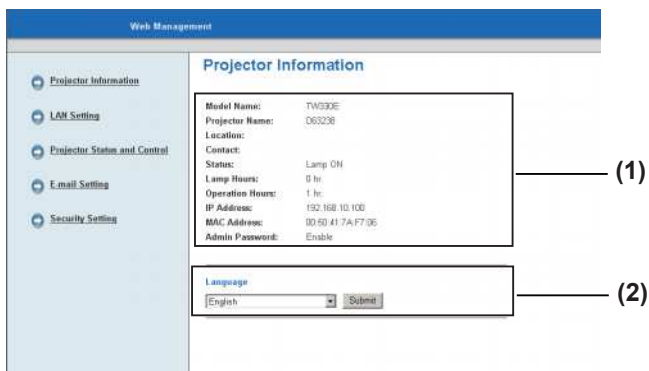 Web Management
Projector Information
LAN Setting
Projector Status and Control
E.mail Setting
Security Setting
Projector Information
Model Name: TW330E
Projector Name: D63236
Location:
Contact:
Status: Lamp ON
Lamp Hours: 0 hr.
Operation Hours: 1 hr.
IP Address: 192.168.10.100
MAC Address: 00:60:41:7A:F7:06
Admin Password: Enable
(1)
Language
English Submit
(2)